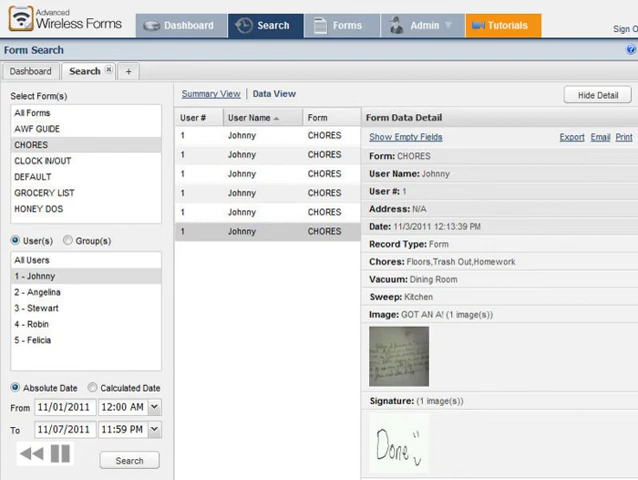 Advanced
Wireless Forms
Dashboard
Search
Forms
Admin
Tutorials
Sign O
Form Search
Dashboard
Search
+
Select Form(s)
All Forms
AWF GUIDE
CHORES
CLOCK IN/OUT
DEFAULT
GROCERY LIST
HONEY DOS
User(s) Group(s)
All Users
1 - Johnny
2 - Angelina
3 - Stewart
4 - Robin
5 - Felicia
Absolute Date Calculated Date
From 11/01/2011 12:00 AM
To 11/07/2011 11:59 PM
Search
Summary View Data View
Hide Detail
User # User Name Form
1 Johnny CHORES
1 Johnny CHORES
1 Johnny CHORES
1 Johnny CHORES
1 Johnny CHORES
1 Johnny CHORES
Form Data Detail
Show Empty Fields Export Email Print
Form: CHORES
User Name: Johnny
User #: 1
Address: N/A
Date: 11/3/2011 12:13:39 PM
Record Type: Form
Chores: Floors,Trash Out,Homework
Vacuum: Dining Room
Sweep: Kitchen
Image: GOT AN A! (1 image(s))
Signature: (1 image(s))
Done